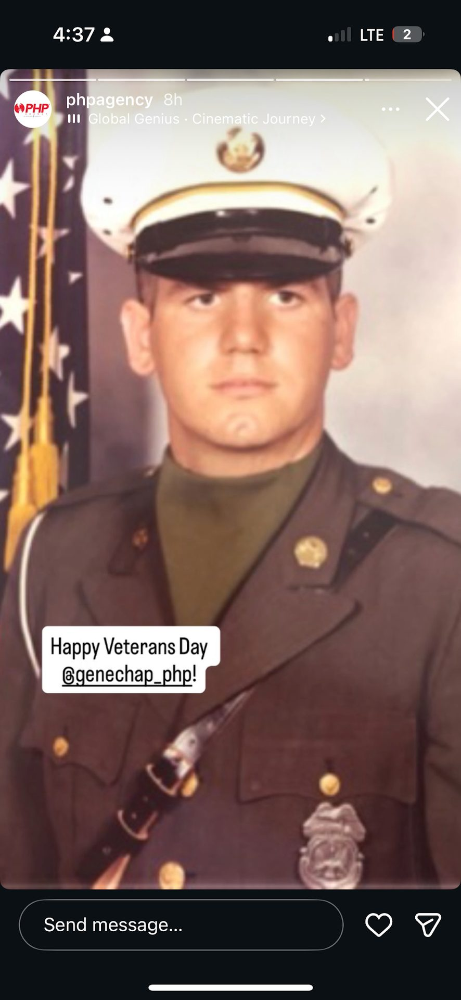 4:37
LTE
2
PHP
phpagency 8h
Global Genius · Cinematic Journey >
Happy Veterans Day
@genechap_php!
Send message...